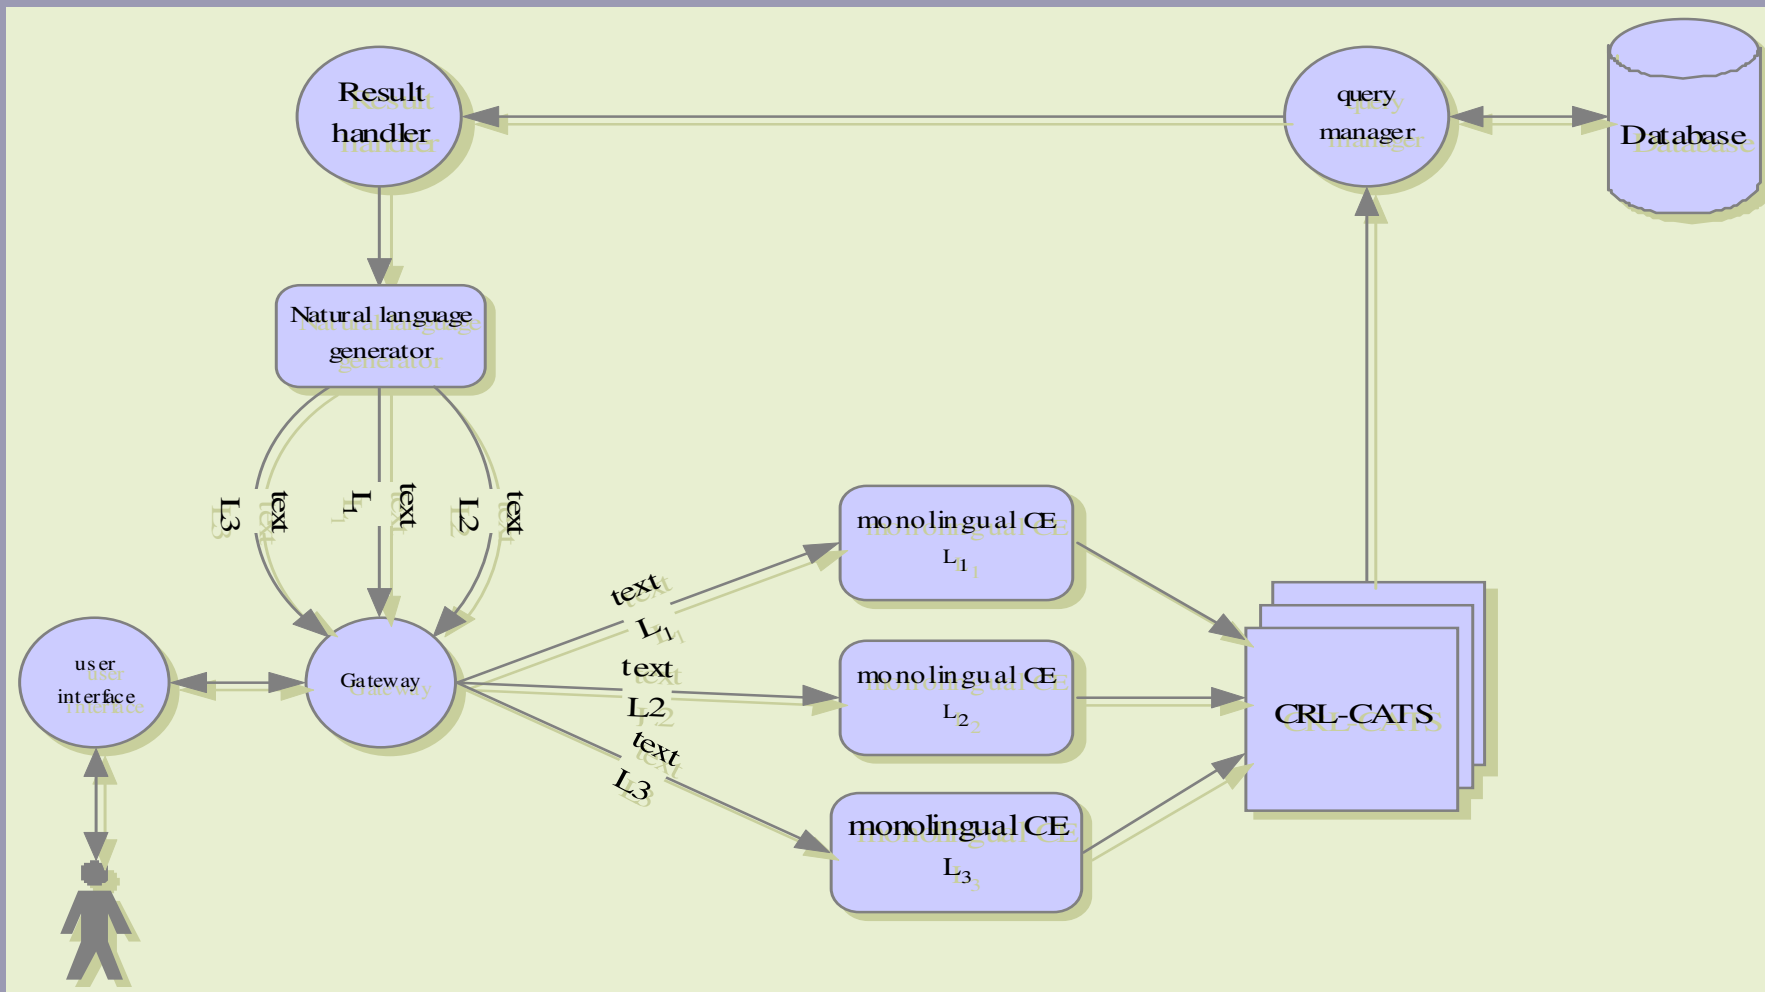 Result
handler
query
manager
Database
Natural language
generator
text
L3
text
L₁
text
L2
monolingual CE
L₁
text
L₁
user
interface
Gateway
text
L2
monolingual CE
L₂
CRL-CATS
text
L3
monolingual CE
L₃